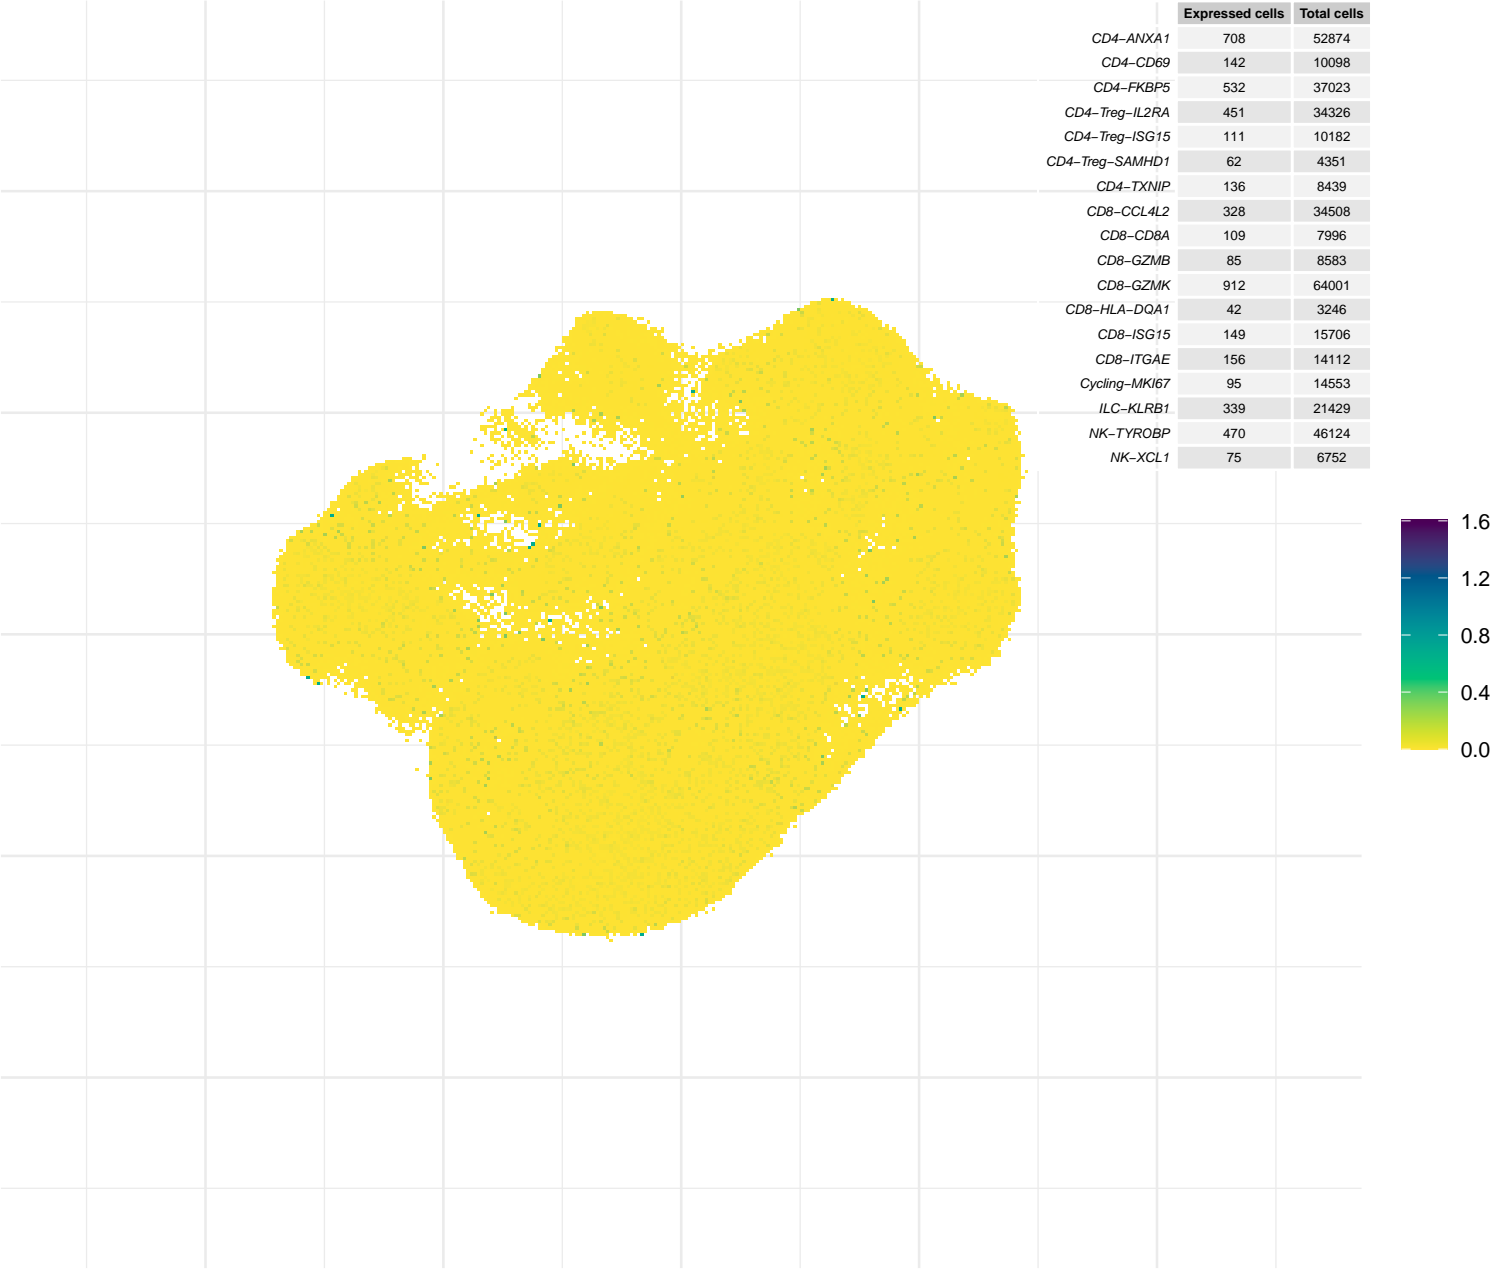 Expressed cells Total cells
CD4−ANXA1 708 52874
CD4−CD69 142 10098
CD4−FKBP5 532 37023
CD4−Treg−IL2RA 451 34326
CD4−Treg−ISG15 111 10182
CD4−Treg−SAMHD1 62 4351
CD4−TXNIP 136 8439
CD8−CCL4L2 328 34508
CD8−CD8A 109 7996
CD8−GZMB 85 8583
CD8−GZMK 912 64001
CD8−HLA−DQA1 42 3246
CD8−ISG15 149 15706
CD8−ITGAE 156 14112
Cycling−MKI67 95 14553
ILC−KLRB1 339 21429
NK−TYROBP 470 46124
NK−XCL1 75 6752
1.6
1.2
0.8
0.4
0.0